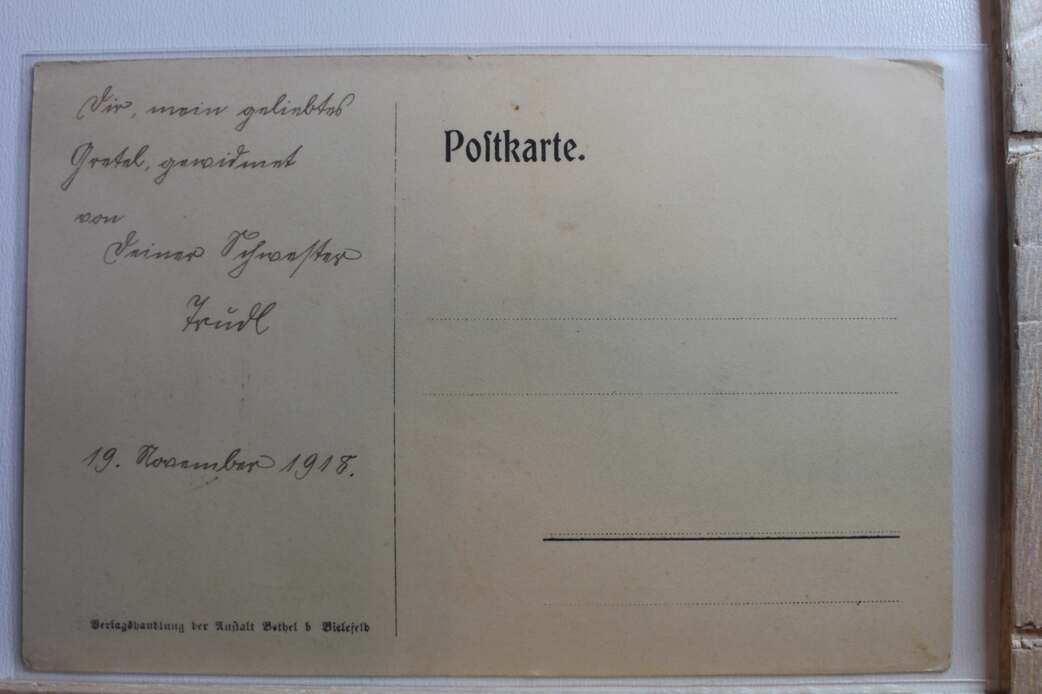 Dir, mein geliebtes
Gretel, gewidmet
von
Deiner Schwester
Trudl
19. November 1918.
Verlagshandlung der Anstalt Bethel b Bielefeld
Postkarte.